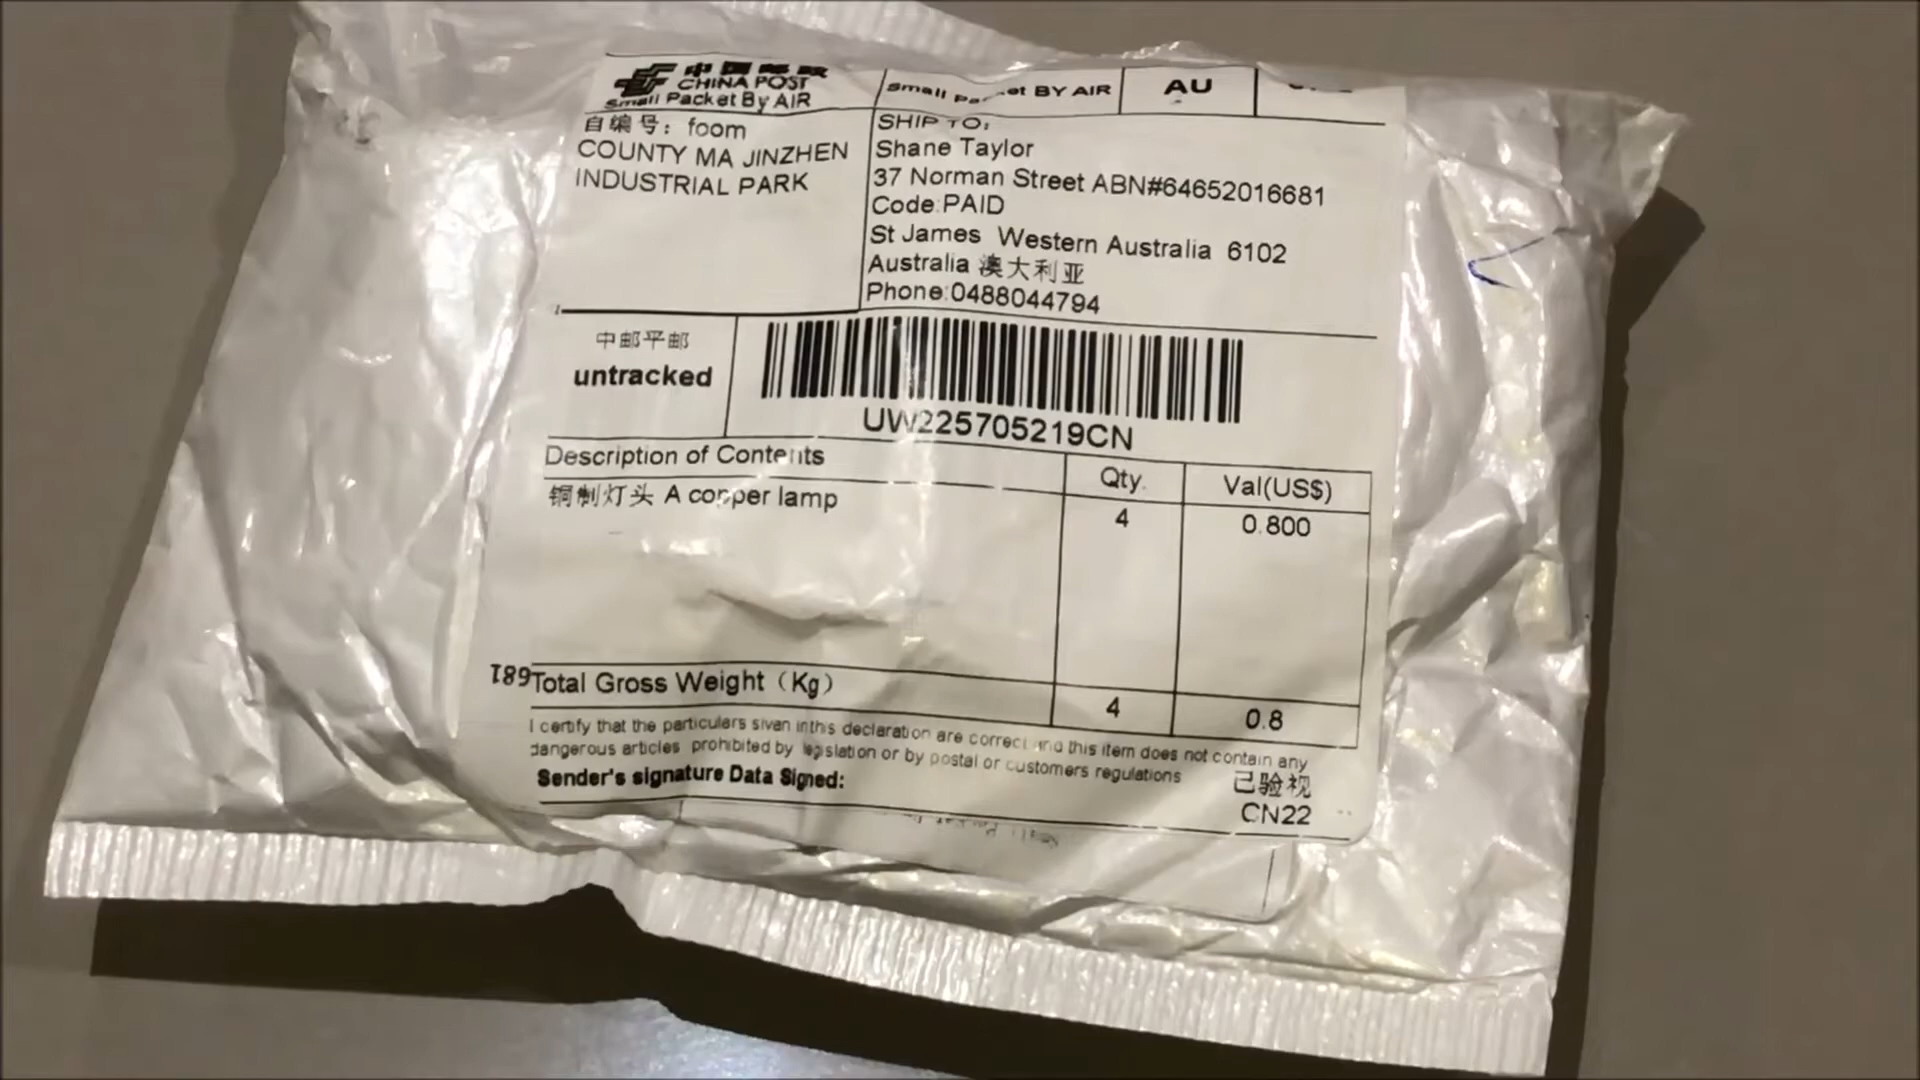 中国邮政
CHINA POST
Small Packet By AIR
Small Packet BY AIR
AU
自编号：foom
COUNTY MA JINZHEN
INDUSTRIAL PARK
SHIP TO:
Shane Taylor
37 Norman Street ABN#64652016681
Code:PAID
St James Western Australia 6102
Australia 澳大利亚
Phone:0488044794
中邮平邮
untracked
UW225705219CN
Description of Contents
Qty.
Val(US$)
铜制灯头 A copper lamp
4
0.800
681
Total Gross Weight（Kg）
4
0.8
I certify that the particulars sivan inthis declaration are correct and this item does not contain any
dangerous articles prohibited by legislation or by postal or customers regulations
Sender's signature Data Signed:
已验视
CN22